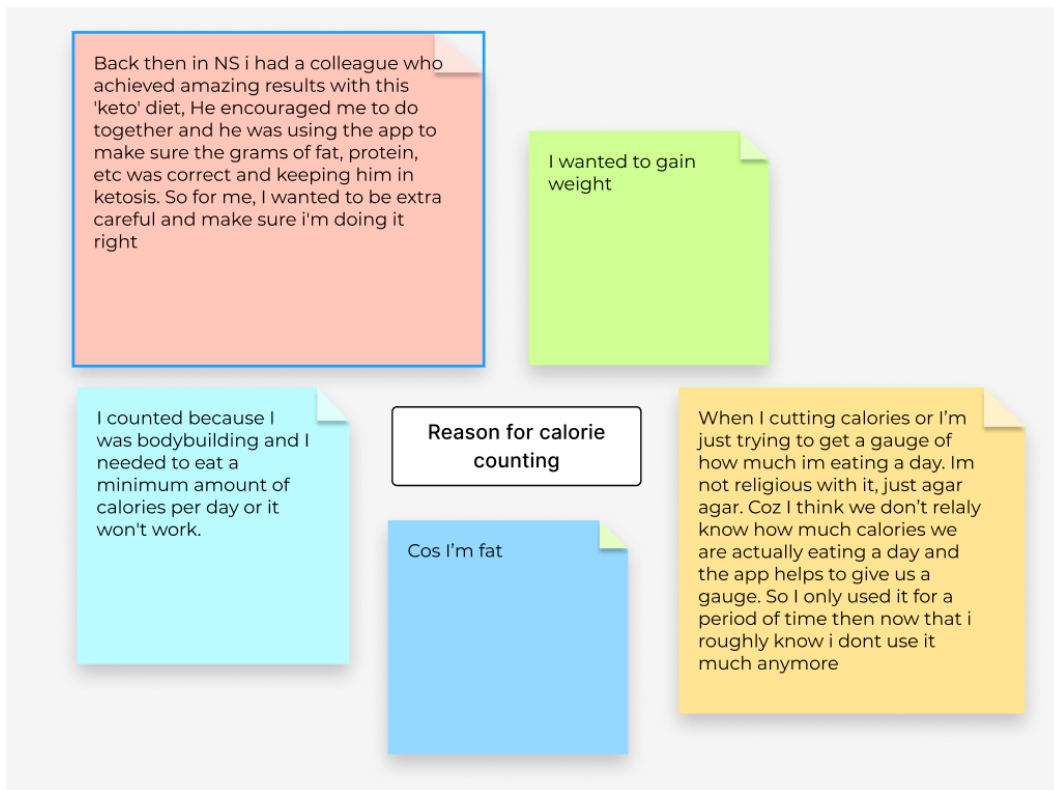 Back then in NS i had a colleague who
achieved amazing results with this
'keto' diet, He encouraged me to do
together and he was using the app to
make sure the grams of fat, protein,
etc was correct and keeping him in
ketosis. So for me, I wanted to be extra
careful and make sure i'm doing it
right
I wanted to gain
weight
I counted because I
was bodybuilding and I
needed to eat a
minimum amount of
calories per day or it
won't work.
Reason for calorie
counting
Cos I’m fat
When I cutting calories or I’m
just trying to get a gauge of
how much im eating a day. Im
not religious with it, just agar
agar. Coz I think we don’t relaly
know how much calories we
are actually eating a day and
the app helps to give us a
gauge. So I only used it for a
period of time then now that i
roughly know i dont use it
much anymore